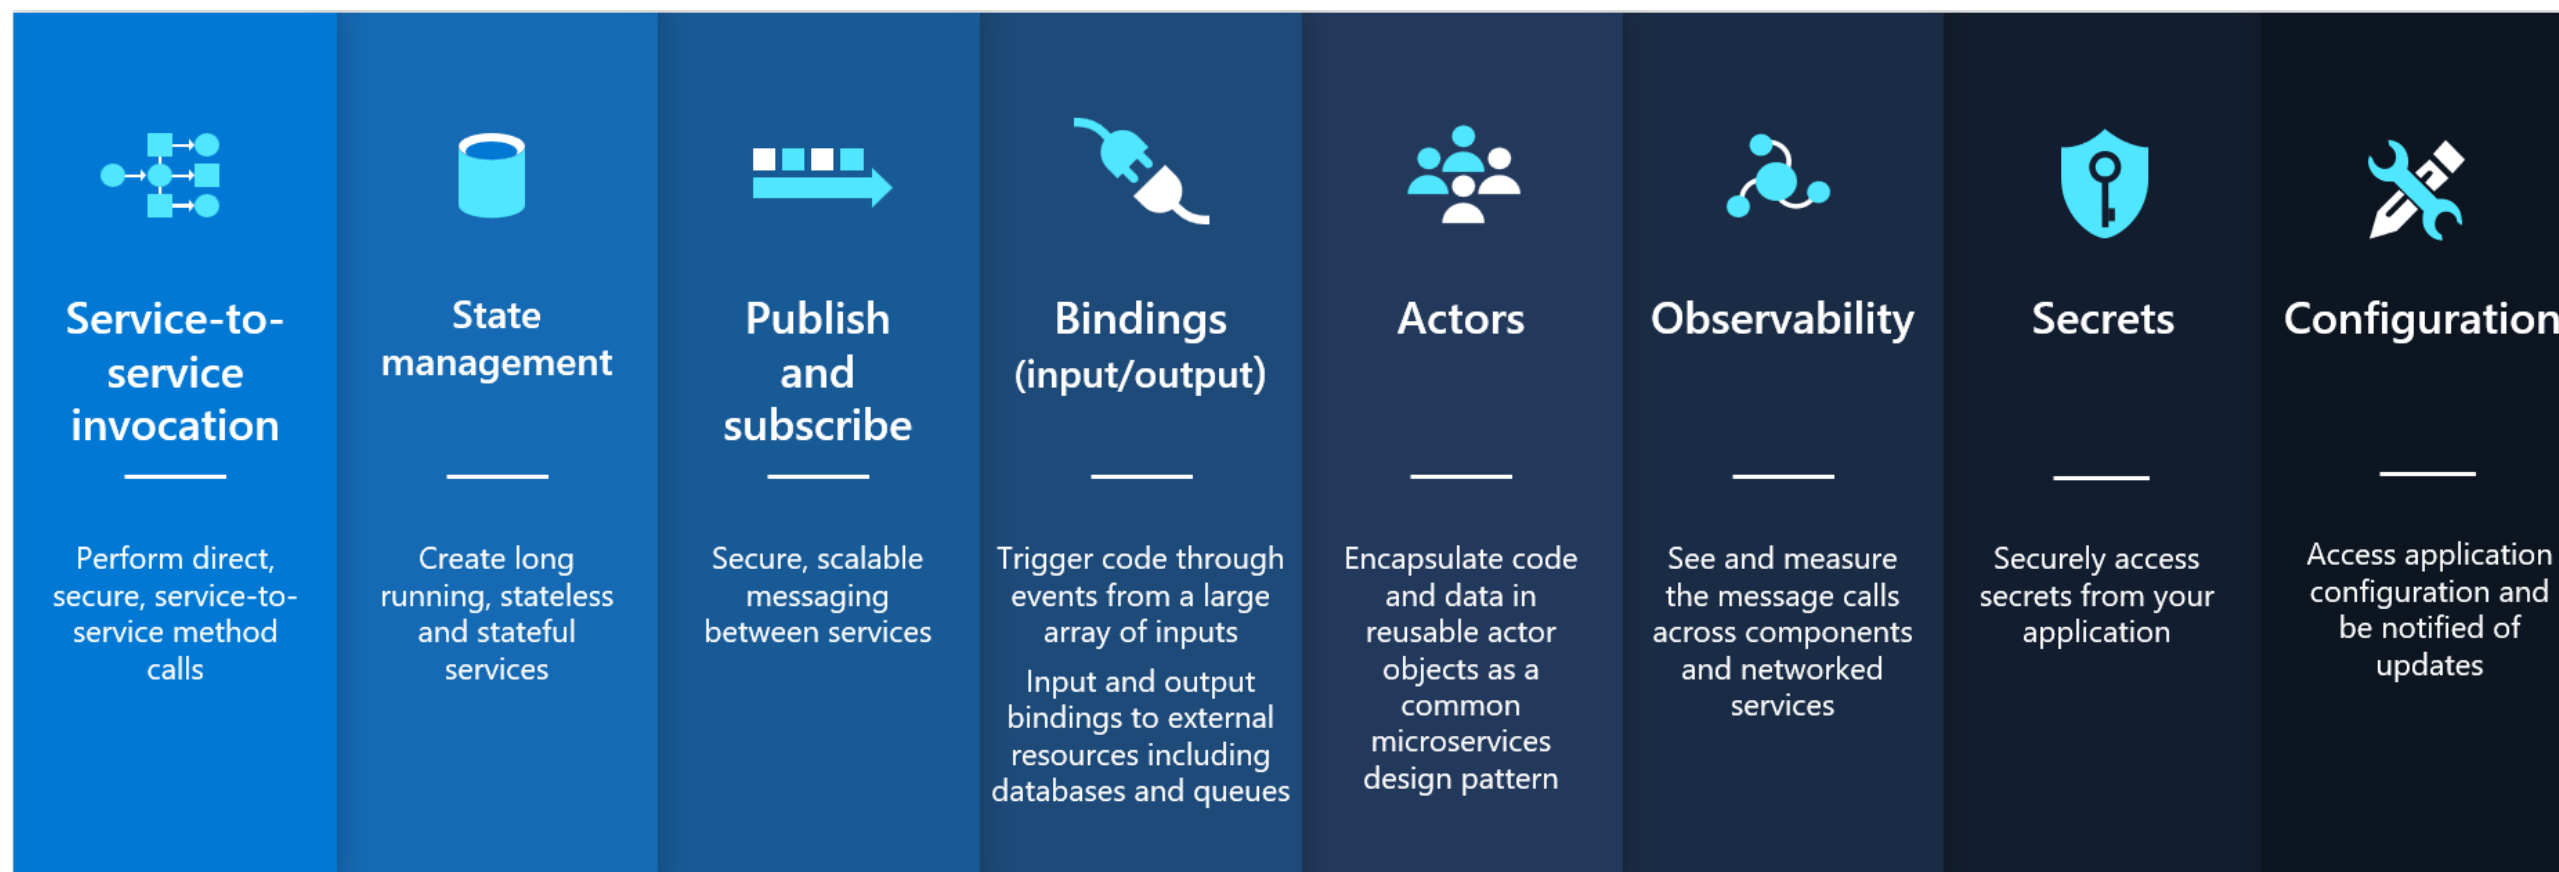 Service-to-
service
invocation
Perform direct,
secure, service-to-
service method
calls
State
management
Create long
running, stateless
and stateful
services
Publish
and
subscribe
Secure, scalable
messaging
between services
Bindings
(input/output)
Trigger code through
events from a large
array of inputs
Input and output
bindings to external
resources including
databases and queues
Actors
Encapsulate code
and data in
reusable actor
objects as a
common
microservices
design pattern
Observability
See and measure
the message calls
across components
and networked
services
Secrets
Securely access
secrets from your
application
Configuration
Access application
configuration and
be notified of
updates